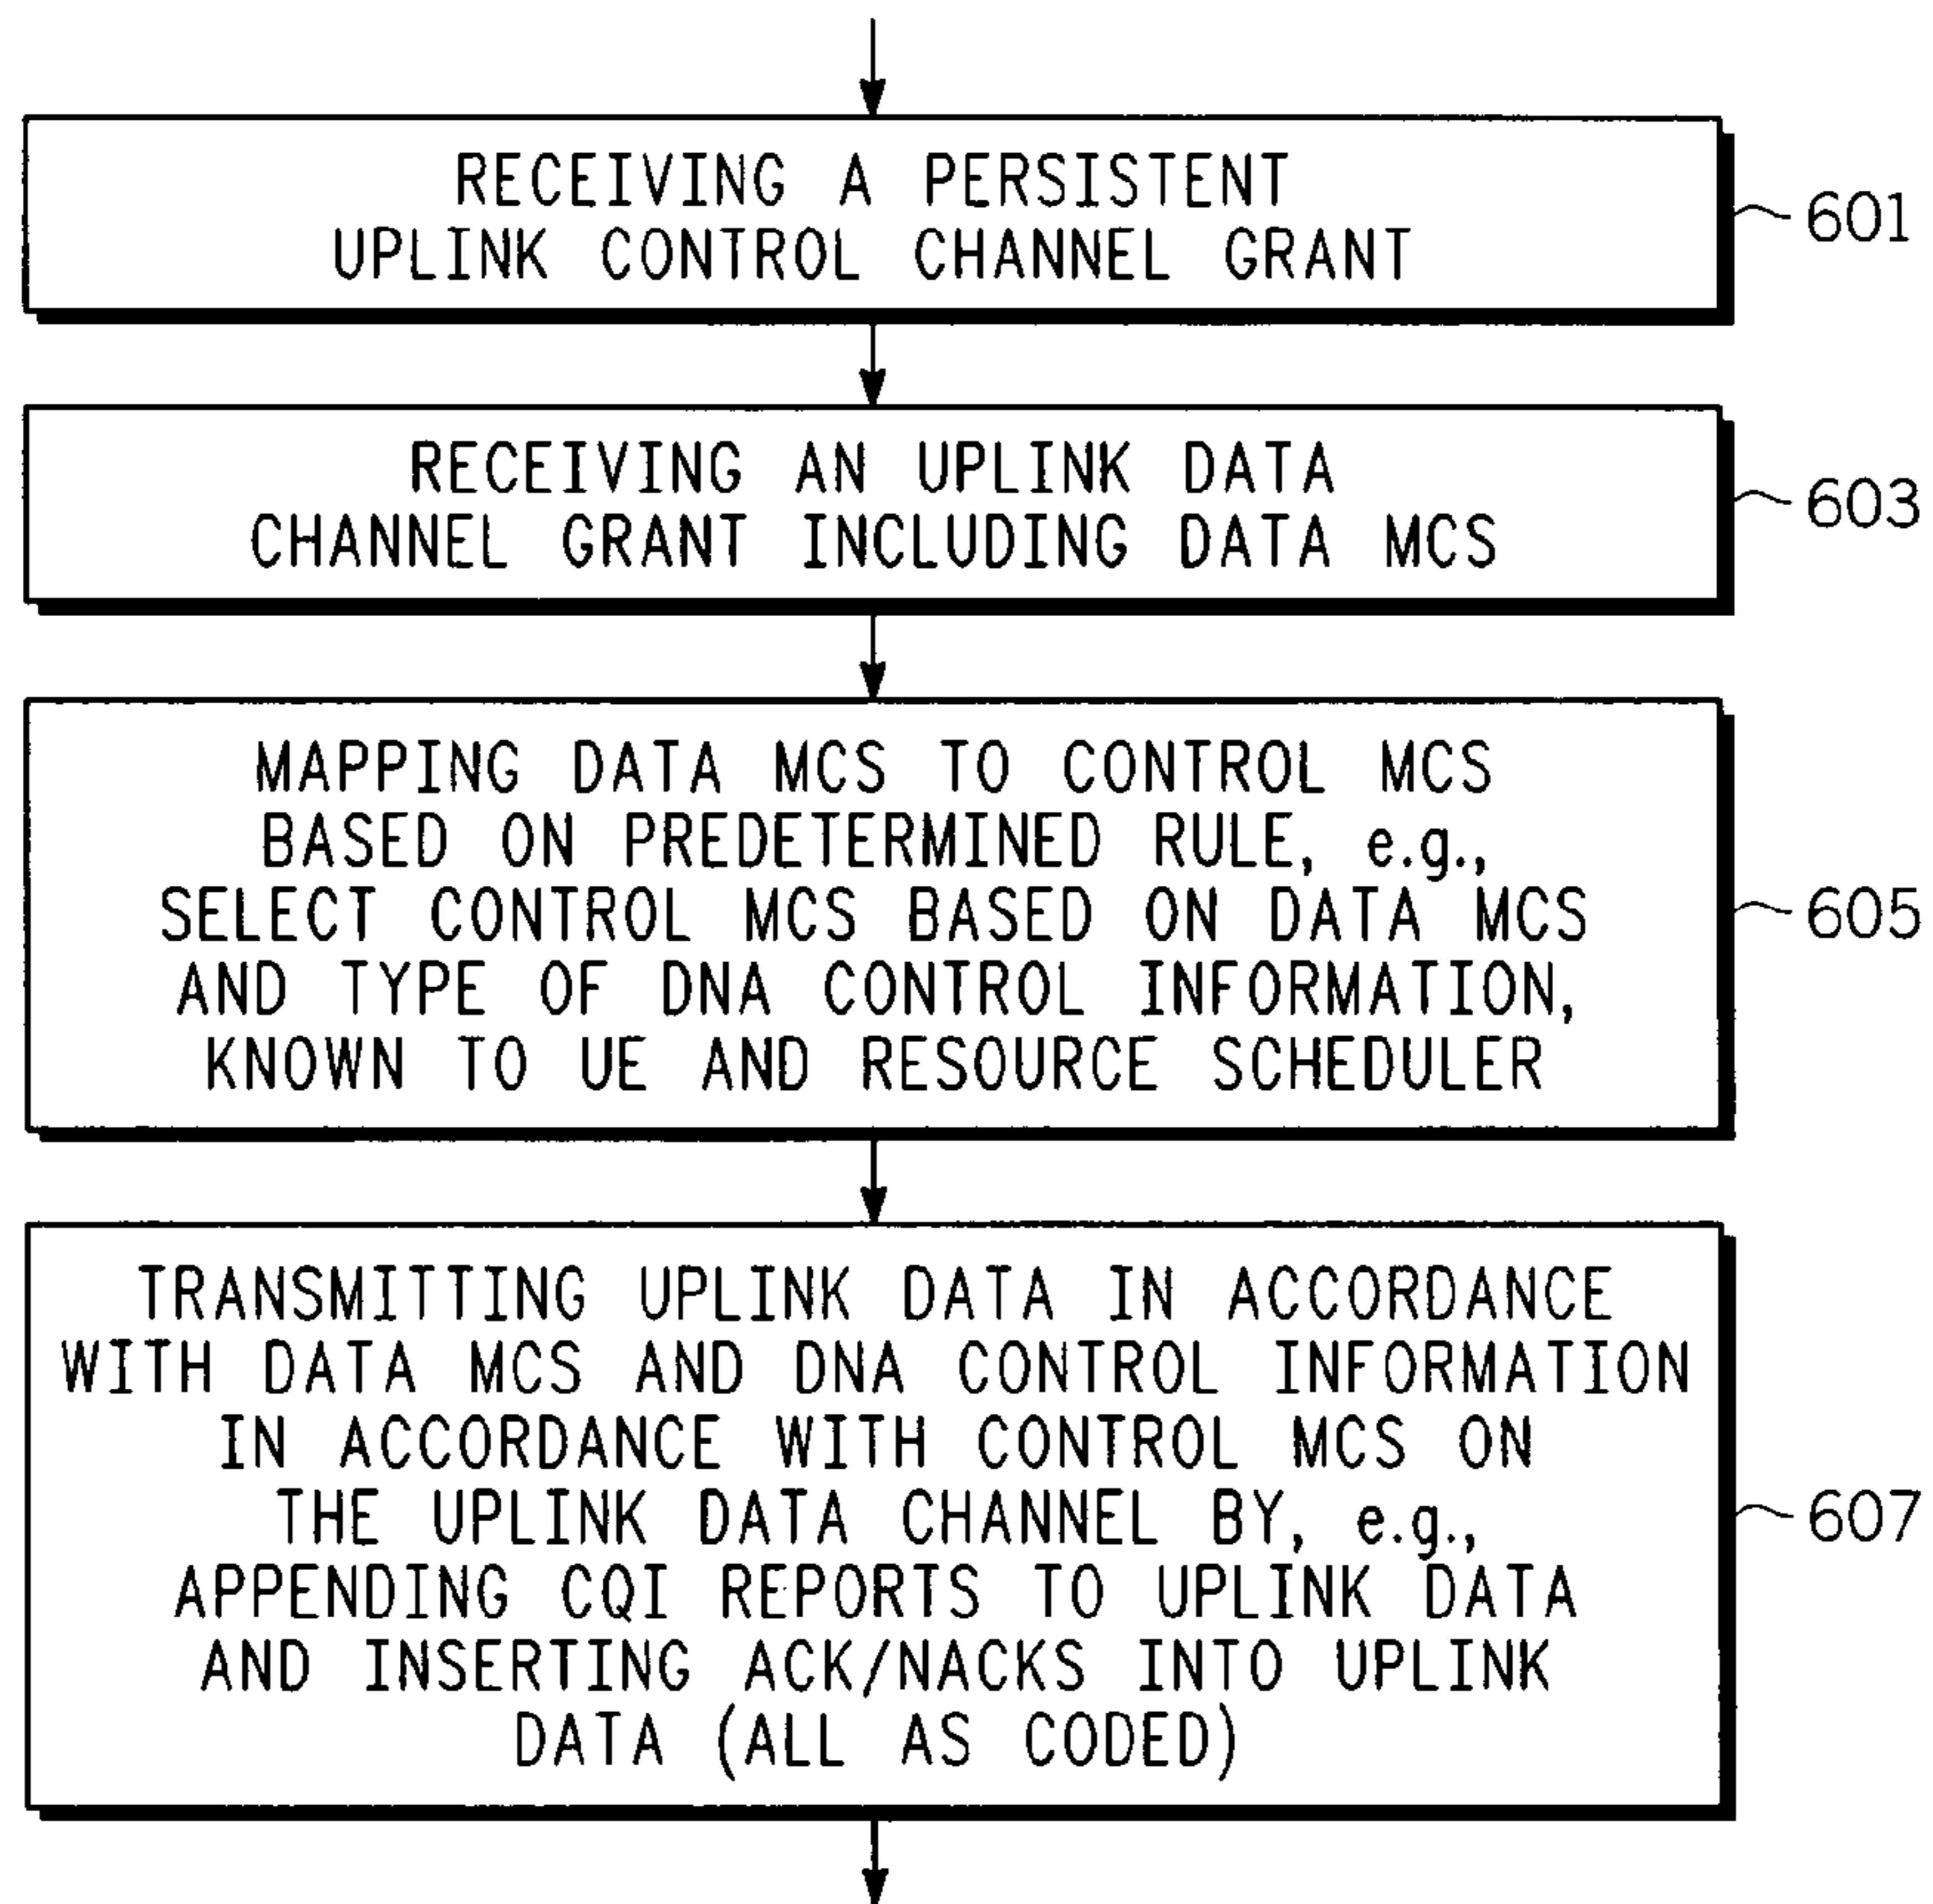 RECEIVING A PERSISTENT
UPLINK CONTROL CHANNEL GRANT
601
RECEIVING AN UPLINK DATA
CHANNEL GRANT INCLUDING DATA MCS
603
MAPPING DATA MCS TO CONTROL MCS
BASED ON PREDETERMINED RULE, e.g.,
SELECT CONTROL MCS BASED ON DATA MCS
AND TYPE OF DNA CONTROL INFORMATION,
KNOWN TO UE AND RESOURCE SCHEDULER
605
TRANSMITTING UPLINK DATA IN ACCORDANCE
WITH DATA MCS AND DNA CONTROL INFORMATION
IN ACCORDANCE WITH CONTROL MCS ON
THE UPLINK DATA CHANNEL BY, e.g.,
APPENDING CQI REPORTS TO UPLINK DATA
AND INSERTING ACK/NACKS INTO UPLINK
DATA (ALL AS CODED)
607